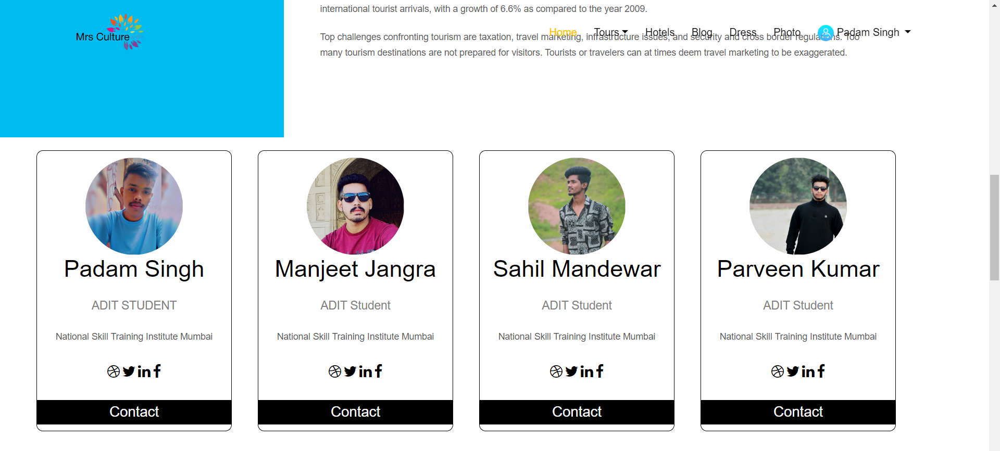 international tourist arrivals, with a growth of 6.6% as compared to the year 2009.
Mrs Culture
Home Tours Hotels Blog Dress Photo Padam Singh
Top challenges confronting tourism are taxation, travel marketing, infrastructure issues, and security and cross border regulations. Too
many tourism destinations are not prepared for visitors. Tourists or travelers can at times deem travel marketing to be exaggerated.
Padam Singh
ADIT STUDENT
National Skill Training Institute Mumbai
Contact
Manjeet Jangra
ADIT Student
National Skill Training Institute Mumbai
Contact
Sahil Mandewar
ADIT Student
National Skill Training Institute Mumbai
Contact
Parveen Kumar
ADIT Student
National Skill Training Institute Mumbai
Contact